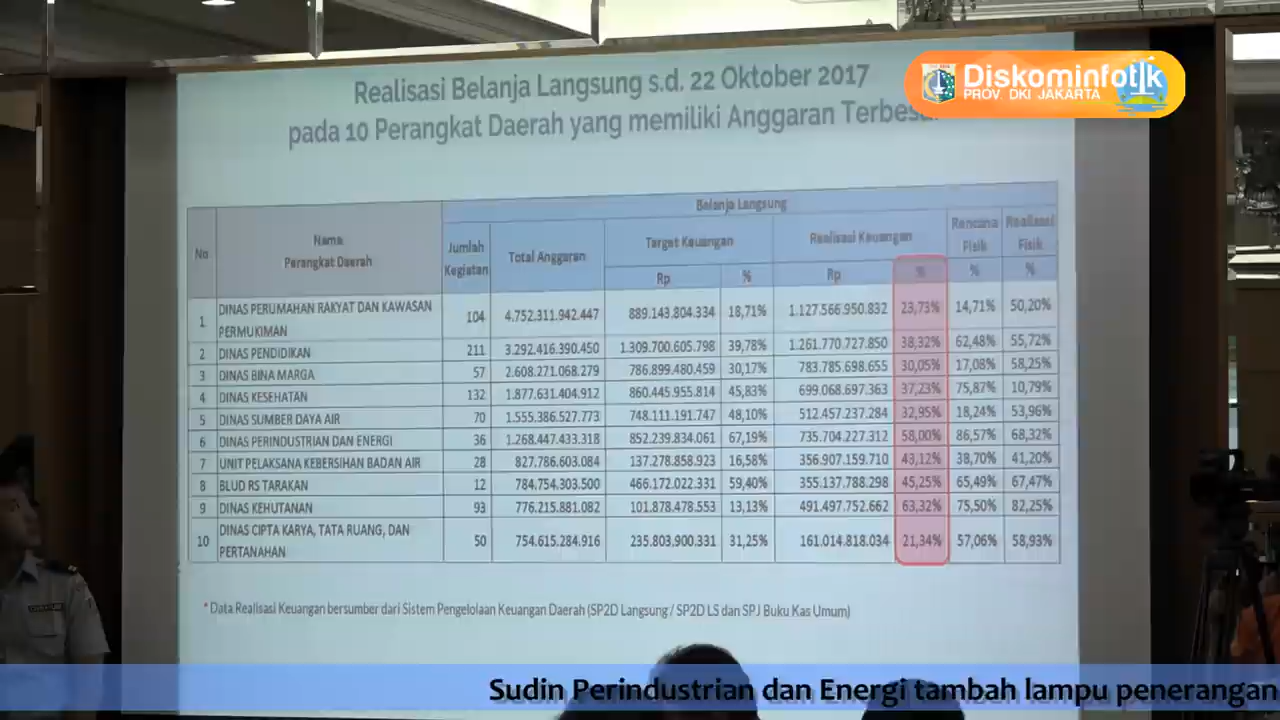 Diskominfotik
PROV. DKI JAKARTA
Realisasi Belanja Langsung s.d. 22 Oktober 2017
pada 10 Perangkat Daerah yang memiliki Anggaran Terbesar
No Nama Perangkat Daerah Jumlah Kegiatan Total Anggaran Belanja Langsung
Target Keuangan Realisasi Keuangan Rencana Fisik Realisasi Fisik
Rp % Rp % % %
1 DINAS PERUMAHAN RAKYAT DAN KAWASAN PERMUKIMAN 104 4.752.311.942.447 889.143.804.334 18,71% 1.127.566.950.832 23,73% 14,71% 50,20%
2 DINAS PENDIDIKAN 211 3.292.416.390.450 1.309.700.605.798 39,78% 1.261.770.727.850 38,32% 62,48% 55,72%
3 DINAS BINA MARGA 57 2.608.271.068.279 786.899.480.459 30,17% 783.785.698.655 30,05% 17,08% 58,25%
4 DINAS KESEHATAN 132 1.877.631.404.912 860.445.955.814 45,83% 699.068.697.363 37,23% 75,87% 10,79%
5 DINAS SUMBER DAYA AIR 70 1.555.386.527.773 748.111.191.747 48,10% 512.457.237.284 32,95% 18,24% 53,96%
6 DINAS PERINDUSTRIAN DAN ENERGI 36 1.268.447.433.318 852.239.834.061 67,19% 735.704.227.312 58,00% 86,57% 68,32%
7 UNIT PELAKSANA KEBERSIHAN BADAN AIR 28 827.786.603.084 137.278.858.923 16,58% 356.907.159.710 43,12% 38,70% 41,20%
8 BLUD RS TARAKAN 12 784.754.303.500 466.172.022.331 59,40% 355.137.788.298 45,25% 65,49% 67,47%
9 DINAS KEHUTANAN 93 776.215.881.082 101.878.478.553 13,13% 491.497.752.662 63,32% 75,50% 82,25%
10 DINAS CIPTA KARYA, TATA RUANG, DAN PERTANAHAN 50 754.615.284.916 235.803.900.331 31,25% 161.014.818.034 21,34% 57,06% 58,93%
* Data Realisasi Keuangan bersumber dari Sistem Pengelolaan Keuangan Daerah (SP2D Langsung / SP2D LS dan SPJ Buku Kas Umum)
Sudin Perindustrian dan Energi tambah lampu penerangan